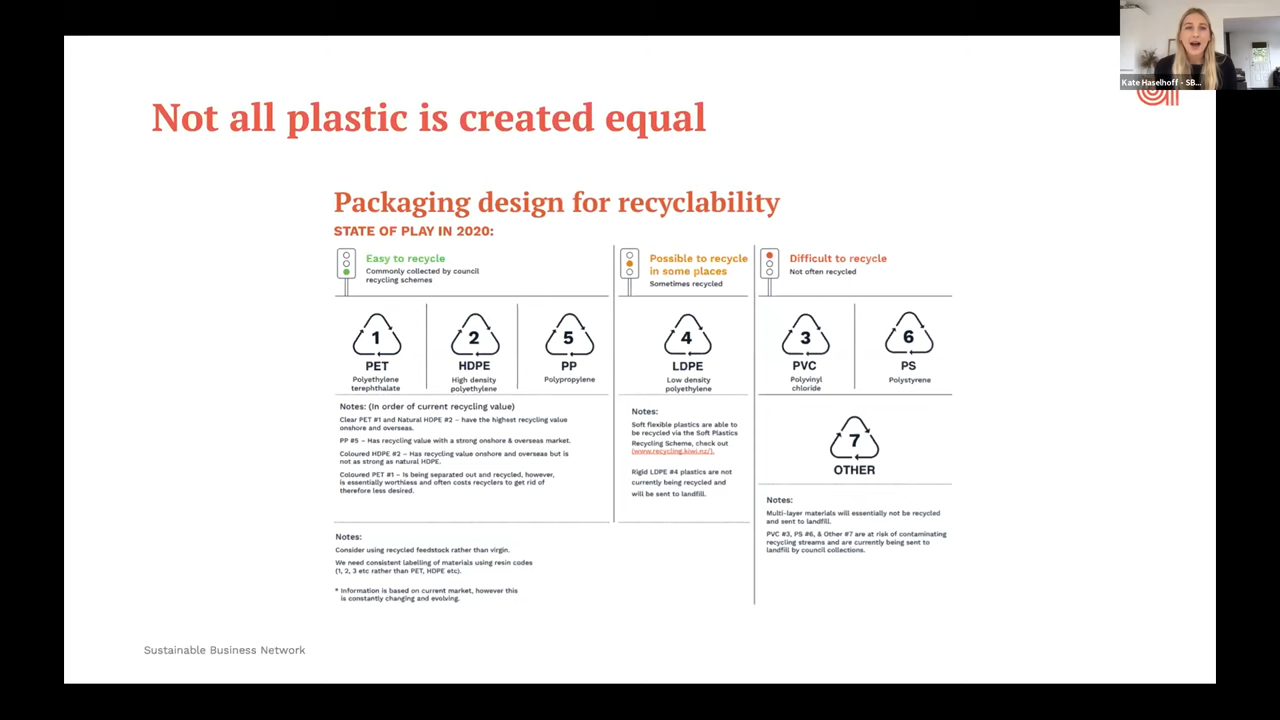 Kate Haselhoff - SB...
Not all plastic is created equal
Packaging design for recyclability
STATE OF PLAY IN 2020:
Easy to recycle
Commonly collected by council
recycling schemes
1
PET
Polyethylene
terephthalate
2
HDPE
High density
polyethylene
5
PP
Polypropylene
Notes: (In order of current recycling value)
Clear PET #1 and Natural HDPE #2 – have the highest recycling value
onshore and overseas.
PP #5 – Has recycling value with a strong onshore & overseas market.
Coloured HDPE #2 – Has recycling value onshore and overseas but is
not as strong as natural HDPE.
Coloured PET #1 – Is being separated out and recycled, however,
is essentially worthless and often costs recyclers to get rid of
therefore less desired.
Notes:
Consider using recycled feedstock rather than virgin.
We need consistent labelling of materials using resin codes
(1, 2, 3 etc rather than PET, HDPE etc).
* Information is based on current market, however this
is constantly changing and evolving.
Possible to recycle
in some places
Sometimes recycled
4
LDPE
Low density
polyethylene
Notes:
Soft flexible plastics are able to
be recycled via the Soft Plastics
Recycling Scheme, check out
(www.recycling.kiwi.nz/).
Rigid LDPE #4 plastics are not
currently being recycled and
will be sent to landfill.
Difficult to recycle
Not often recycled
3
PVC
Polyvinyl
chloride
6
PS
Polystyrene
7
OTHER
Notes:
Multi-layer materials will essentially not be recycled
and sent to landfill.
PVC #3, PS #6, & Other #7 are at risk of contaminating
recycling streams and are currently being sent to
landfill by council collections.
Sustainable Business Network